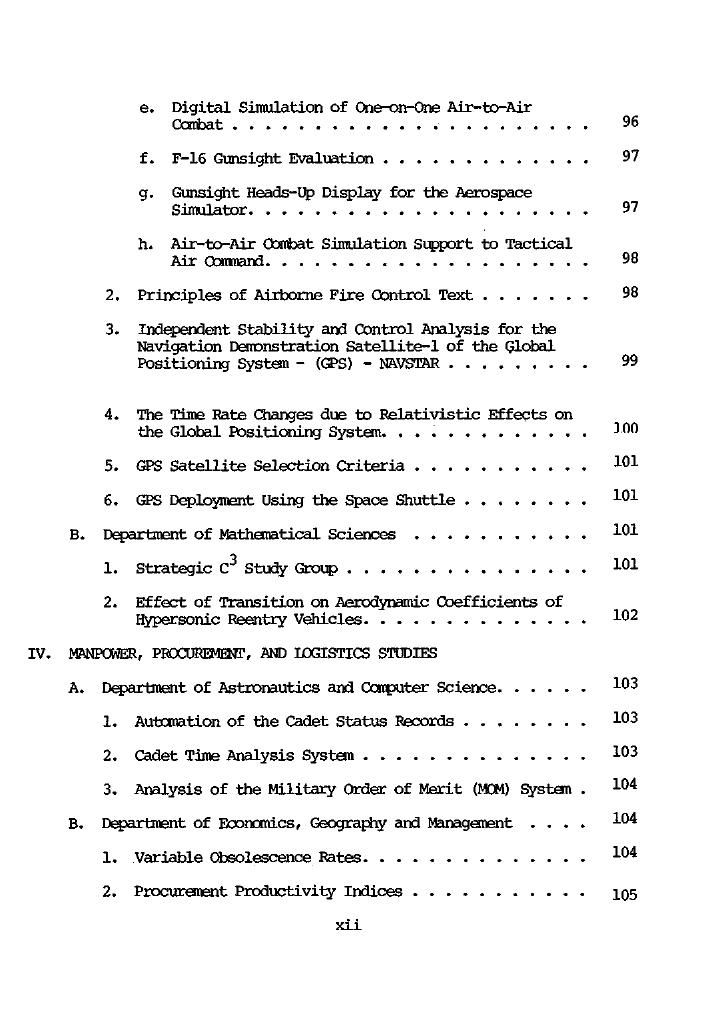 e. Digital Simulation of One-on-One Air-to-Air
Combat . . . . . . . . . . . . . . . . . . . . . . 96
f. F-16 Gunsight Evaluation . . . . . . . . . . . . . 97
g. Gunsight Heads-Up Display for the Aerospace
Simulator. . . . . . . . . . . . . . . . . . . . . 97
h. Air-to-Air Combat Simulation Support to Tactical
Air Command. . . . . . . . . . . . . . . . . . . . 98
2. Principles of Airborne Fire Control Text . . . . . . . 98
3. Independent Stability and Control Analysis for the
Navigation Demonstration Satellite-1 of the Global
Positioning System - (GPS) - NAVSTAR . . . . . . . . . 99
4. The Time Rate Changes due to Relativistic Effects on
the Global Positioning System. . . . . . . . . . . . . 100
5. GPS Satellite Selection Criteria . . . . . . . . . . . 101
6. GPS Deployment Using the Space Shuttle . . . . . . . . 101
B. Department of Mathematical Sciences . . . . . . . . . . . 101
1. Strategic C3 Study Group . . . . . . . . . . . . . . . 101
2. Effect of Transition on Aerodynamic Coefficients of
Hypersonic Reentry Vehicles. . . . . . . . . . . . . . 102
IV. MANPOWER, PROCUREMENT, AND LOGISTICS STUDIES
A. Department of Astronautics and Computer Science. . . . . . 103
1. Automation of the Cadet Status Records . . . . . . . . 103
2. Cadet Time Analysis System . . . . . . . . . . . . . . 103
3. Analysis of the Military Order of Merit (MOM) System . 104
B. Department of Economics, Geography and Management . . . . 104
1. Variable Obsolescence Rates. . . . . . . . . . . . . . 104
2. Procurement Productivity Indices . . . . . . . . . . . 105
xii